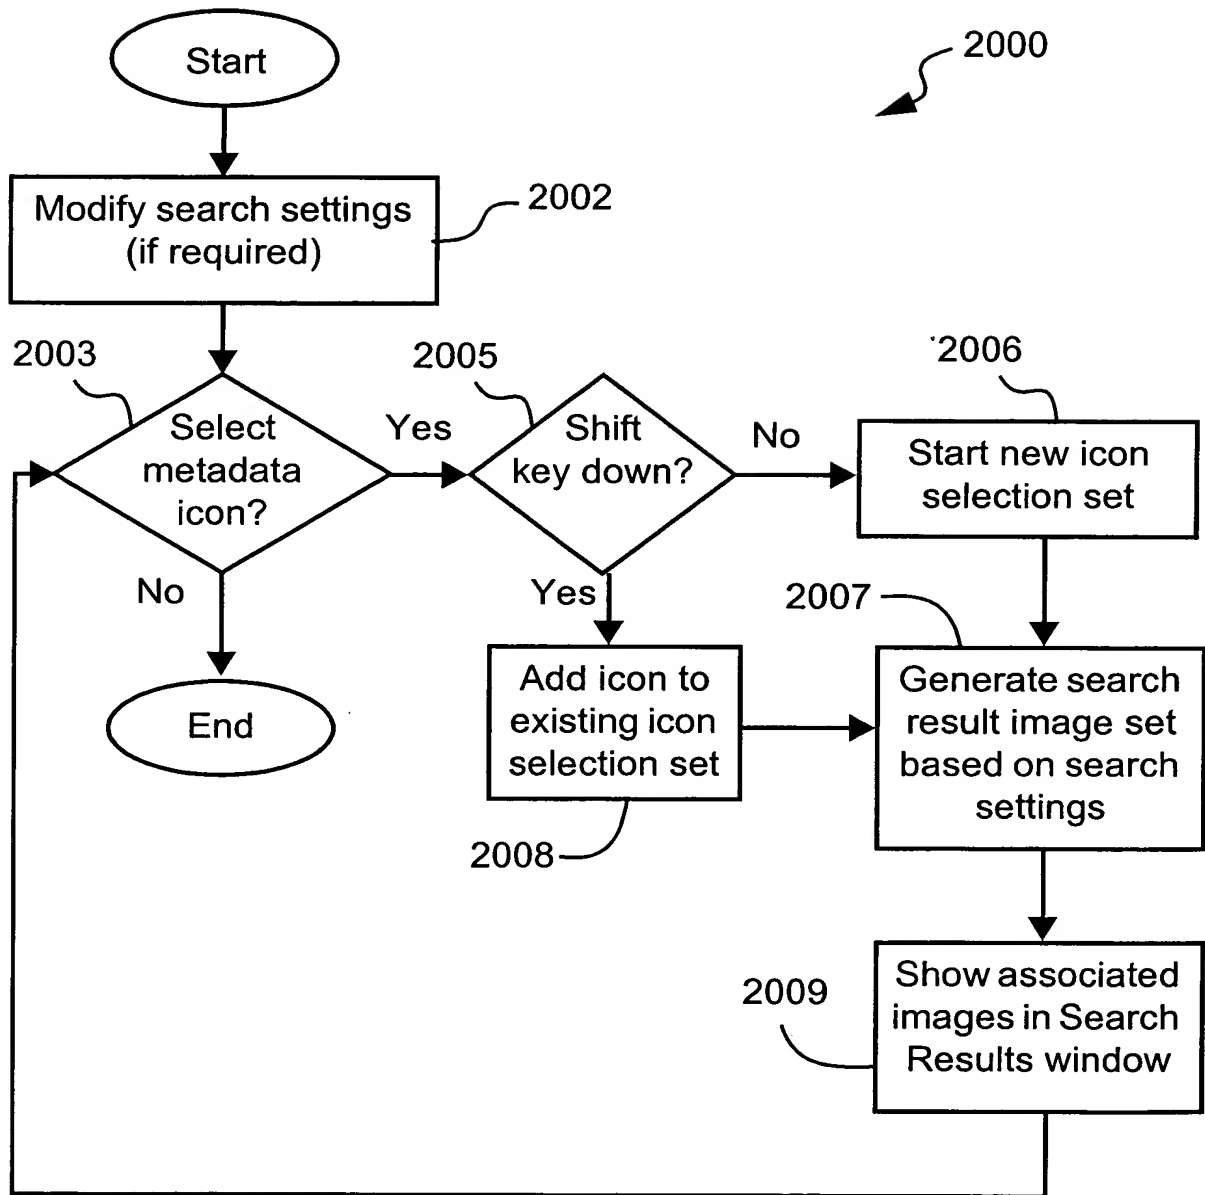 Start
2000
Modify search settings
(if required)
2002
2003
Select
metadata
icon?
Yes
No
End
2005
Shift
key down?
No
Yes
2006
Start new icon
selection set
Add icon to
existing icon
selection set
2008
2007
Generate search
result image set
based on search
settings
2009
Show associated
images in Search
Results window